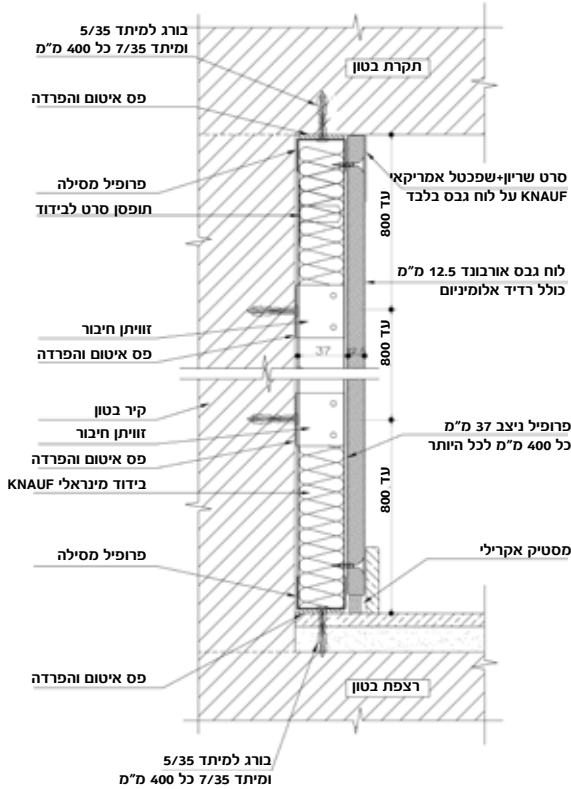 בורג למיתד 5/35
ומיתד 7/35 כל 400 מ"מ
תקרת בטון
פס איטום והפרדה
פרופיל מסילה
סרט שריון+שפכטל אמריקאי
KNAUF על לוח גבס בלבד
תופסן סרט לבידוד
עד 800
לוח גבס אורבונד 12.5 מ"מ
כולל רדיד אלומיניום
זוויתן חיבור
פס איטום והפרדה
37
עד 800
קיר בטון
פרופיל ניצב 37 מ"מ
כל 400 מ"מ לכל היותר
זוויתן חיבור
פס איטום והפרדה
בידוד מינראלי KNAUF
עד 800
פרופיל מסילה
מסטיק אקרילי
פס איטום והפרדה
רצפת בטון
בורג למיתד 5/35
ומיתד 7/35 כל 400 מ"מ